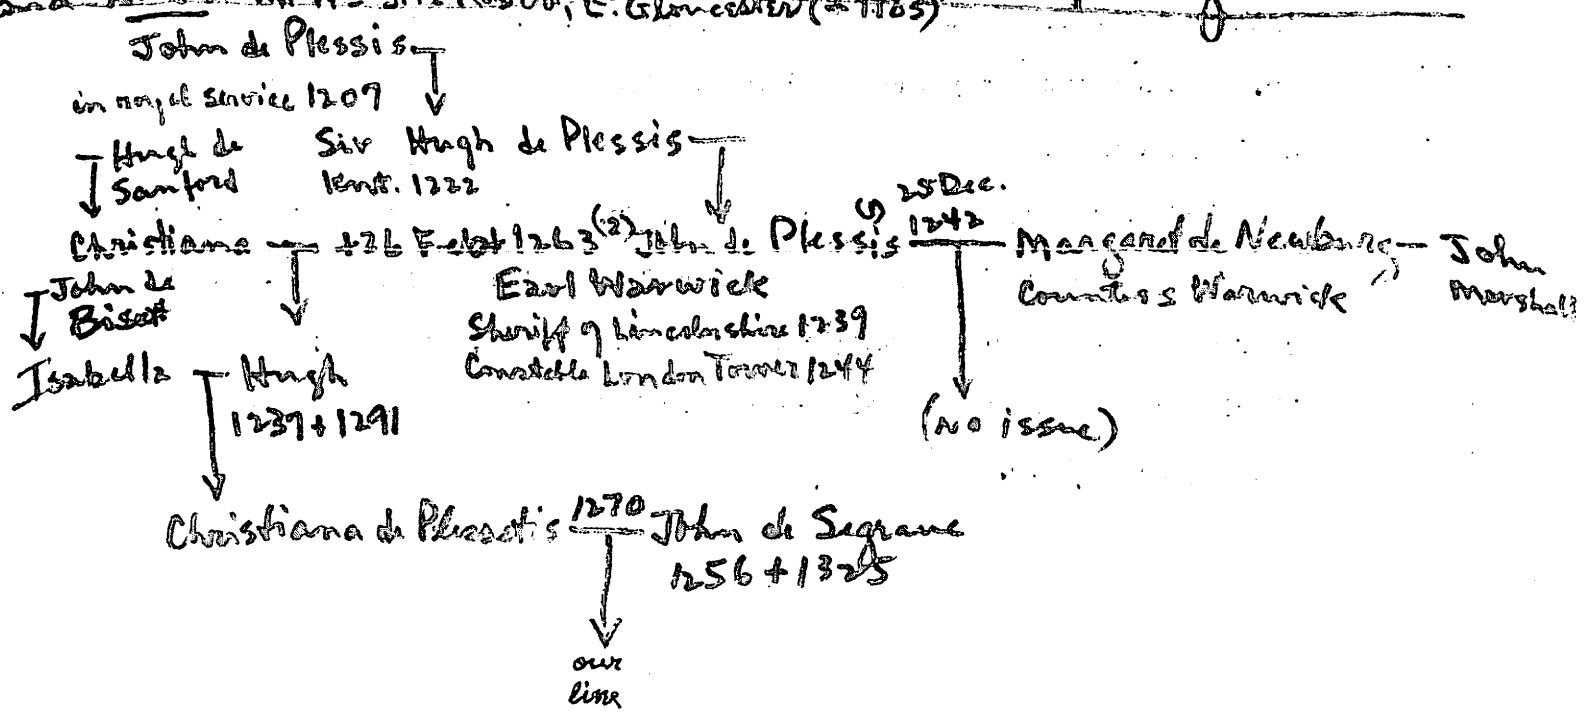 E. Gloucester (
John de Plessis
in royal service 1209
Hugh de Sir Hugh de Plessis
Sanford knt. 1222
25 Dec.
1242
Christiana +26 Feb 1263 (2) John de Plessis Margaret de Newburg John
John de Earl Warwick Countess Warwick Marshall
Biset Sheriff of Lincolnshire 1239
Isabella Hugh Constable London Tower 1244
1237+1291 (no issue)
1270
Christiana de Plessetis John de Segrave
1256+1325
our
line